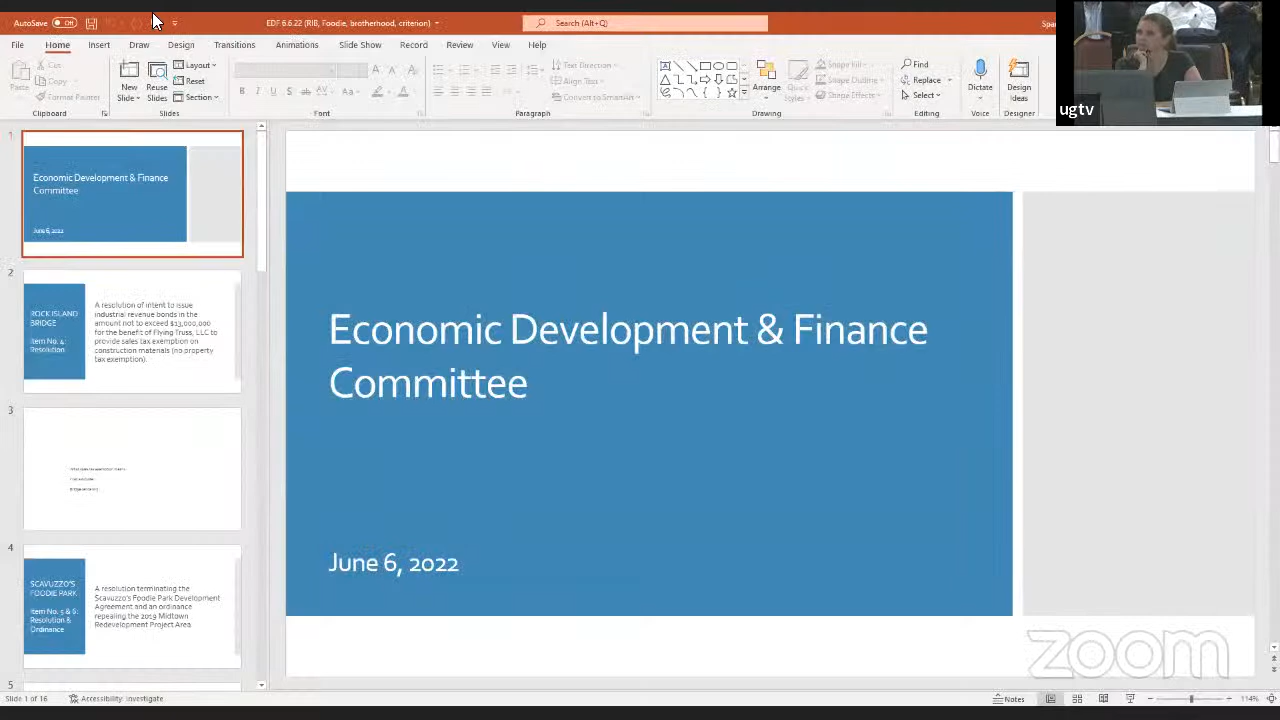 AutoSave Off
EDF 6.6.22 (RIB, Foodie, brotherhood, criterion)
Search (Alt+Q)
File Home Insert Draw Design Transitions Animations Slide Show Record Review View Help
Paste
Cut
Copy
Format Painter
Clipboard
New Slide
Reuse Slides
Layout
Reset
Section
Slides
Font
Text Direction
Align Text
Convert to SmartArt
Paragraph
Arrange
Quick Styles
Shape Fill
Shape Outline
Shape Effects
Drawing
Find
Replace
Select
Editing
Dictate
Voice
Design Ideas
Designer
ugtv
1
Economic Development & Finance
Committee
June 6, 2022
2
ROCK ISLAND
BRIDGE
Item No. 4:
Resolution
A resolution of intent to issue
industrial revenue bonds in the
amount not to exceed $13,000,000
for the benefit of Flying Truss, LLC to
provide sales tax exemption on
construction materials (no property
tax exemption).
3
4
SCAVUZZO'S
FOODIE PARK
Item No. 5 & 6:
Resolution &
Ordinance
A resolution terminating the
Scavuzzo's Foodie Park Development
Agreement and an ordinance
repealing the 2019 Midtown
Redevelopment Project Area
5
Economic Development & Finance
Committee
June 6, 2022
zoom
Slide 1 of 16
Accessibility: Investigate
Notes
114%